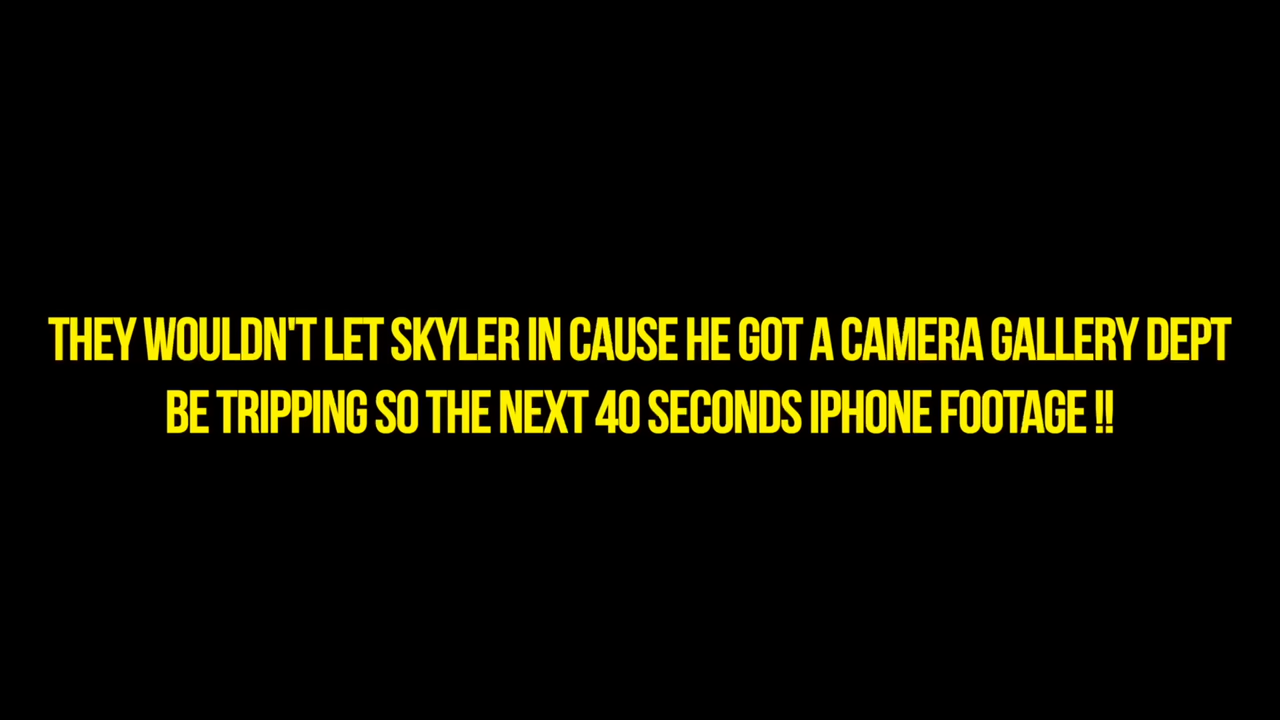 THEY WOULDN'T LET SKYLER IN CAUSE HE GOT A CAMERA GALLERY DEPT
BE TRIPPING SO THE NEXT 40 SECONDS IPHONE FOOTAGE !!